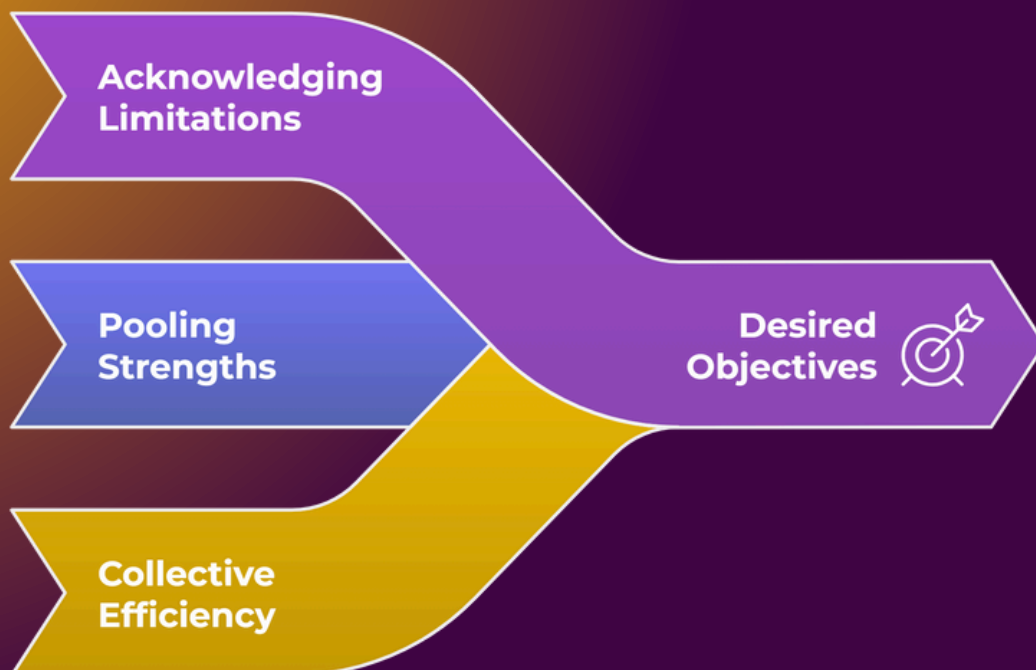 Acknowledging
Limitations
Pooling
Strengths
Desired
Objectives
Collective
Efficiency